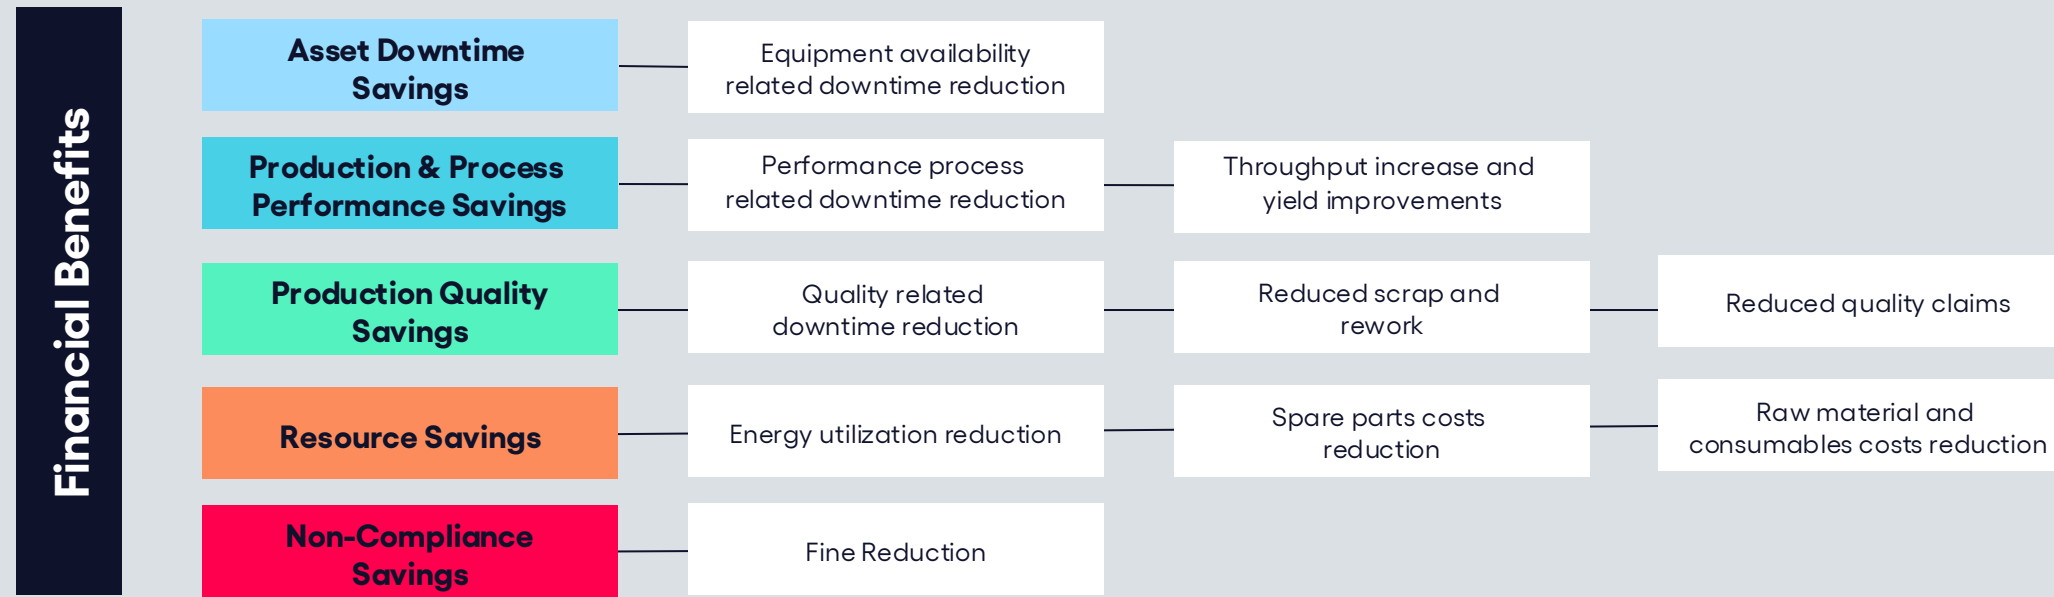 Financial Benefits
Asset Downtime
Savings
Equipment availability
related downtime reduction
Production & Process
Performance Savings
Performance process
related downtime reduction
Throughput increase and
yield improvements
Production Quality
Savings
Quality related
downtime reduction
Reduced scrap and
rework
Reduced quality claims
Resource Savings
Energy utilization reduction
Spare parts costs
reduction
Raw material and
consumables costs reduction
Non-Compliance
Savings
Fine Reduction